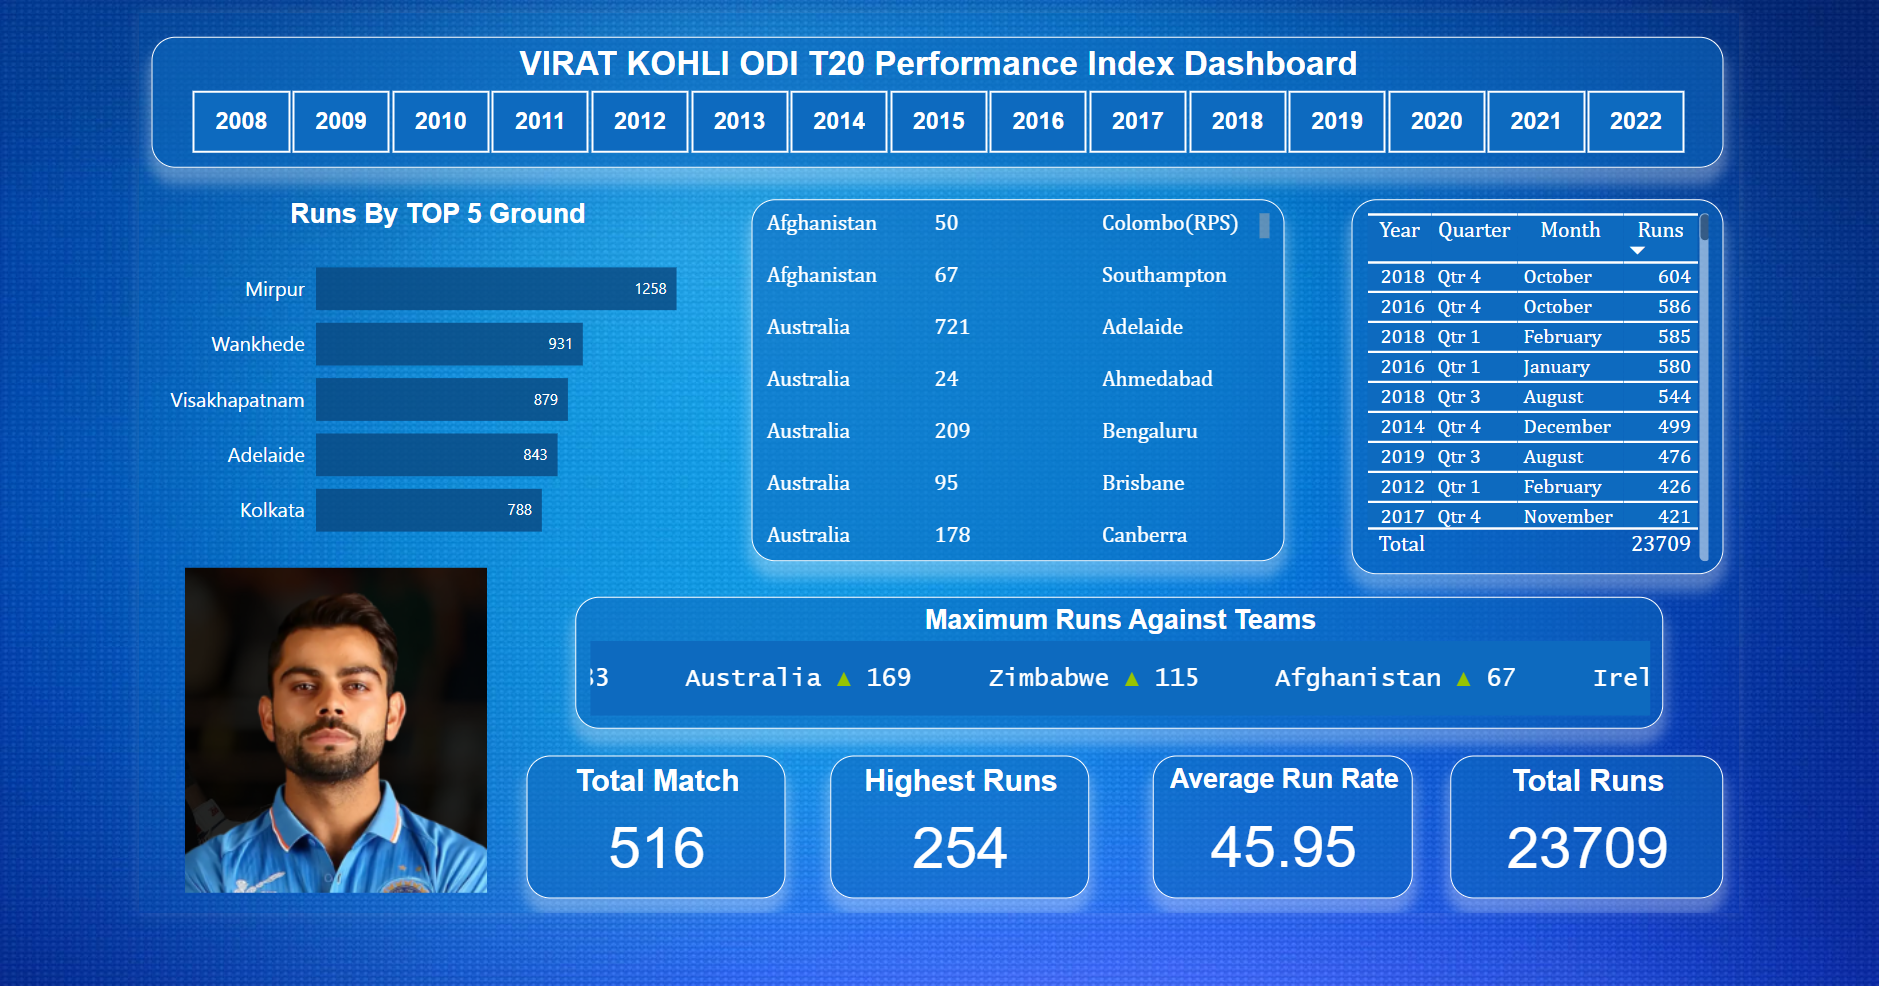 VIRAT KOHLI ODI T20 Performance Index Dashboard
2008 2009 2010 2011 2012 2013 2014 2015 2016 2017 2018 2019 2020 2021 2022
Runs By TOP 5 Ground
Mirpur 1258
Wankhede 931
Visakhapatnam 879
Adelaide 843
Kolkata 788
Afghanistan 50 Colombo(RPS)
Afghanistan 67 Southampton
Australia 721 Adelaide
Australia 24 Ahmedabad
Australia 209 Bengaluru
Australia 95 Brisbane
Australia 178 Canberra
Year Quarter Month Runs
2018 Qtr 4 October 604
2016 Qtr 4 October 586
2018 Qtr 1 February 585
2016 Qtr 1 January 580
2018 Qtr 3 August 544
2014 Qtr 4 December 499
2019 Qtr 3 August 476
2012 Qtr 1 February 426
2017 Qtr 4 November 421
Total 23709
Maximum Runs Against Teams
Australia ▲ 169 Zimbabwe ▲ 115 Afghanistan ▲ 67 Irel
Total Match
516
Highest Runs
254
Average Run Rate
45.95
Total Runs
23709